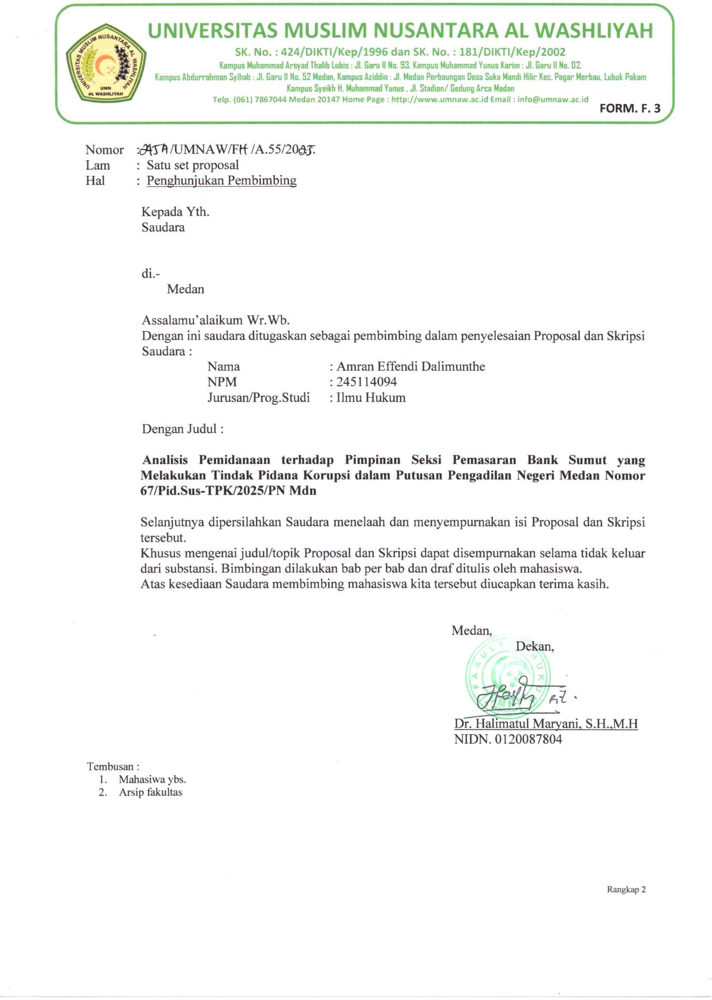 UNIVERSITAS MUSLIM NUSANTARA AL WASHLIYAH
UMN
AL WASHLIYAH
UNIVERSITAS MUSLIM NUSANTARA AL WASHLIYAH
SK. No. : 424/DIKTI/Kep/1996 dan SK. No. : 181/DIKTI/Kep/2002
Kampus Muhammad Arsyad Thalib Lubis : Jl. Garu II No. 93, Kampus Muhammad Yunus Karim : Jl. Garu II No. 02,
Kampus Abdurrahman Syihab : Jl. Garu II No. 52 Medan, Kampus Aziddin : Jl. Medan Perbaungan Desa Suka Mandi Hilir Kec. Pagar Merbau, Lubuk Pakam
Kampus Syeikh H. Muhammad Yunus , Jl. Stadion/ Gedung Arca Medan
Telp. (061) 7867044 Medan 20147 Home Page : http://www.umnaw.ac.id Email : info@umnaw.ac.id
FORM. F. 3
Nomor : /UMNAW/FH /A.55/2025.
Lam : Satu set proposal
Hal : Penghunjukan Pembimbing
Kepada Yth.
Saudara
di.-
Medan
Assalamu’alaikum Wr.Wb.
Dengan ini saudara ditugaskan sebagai pembimbing dalam penyelesaian Proposal dan Skripsi
Saudara :
Nama : Amran Effendi Dalimunthe
NPM : 245114094
Jurusan/Prog.Studi : Ilmu Hukum
Dengan Judul :
Analisis Pemidanaan terhadap Pimpinan Seksi Pemasaran Bank Sumut yang
Melakukan Tindak Pidana Korupsi dalam Putusan Pengadilan Negeri Medan Nomor
67/Pid.Sus-TPK/2025/PN Mdn
Selanjutnya dipersilahkan Saudara menelaah dan menyempurnakan isi Proposal dan Skripsi
tersebut.
Khusus mengenai judul/topik Proposal dan Skripsi dapat disempurnakan selama tidak keluar
dari substansi. Bimbingan dilakukan bab per bab dan draf ditulis oleh mahasiswa.
Atas kesediaan Saudara membimbing mahasiswa kita tersebut diucapkan terima kasih.
Medan,
Dekan,
Dr. Halimatul Maryani, S.H.,M.H
NIDN. 0120087804
Tembusan :
1. Mahasiwa ybs.
2. Arsip fakultas
Rangkap 2